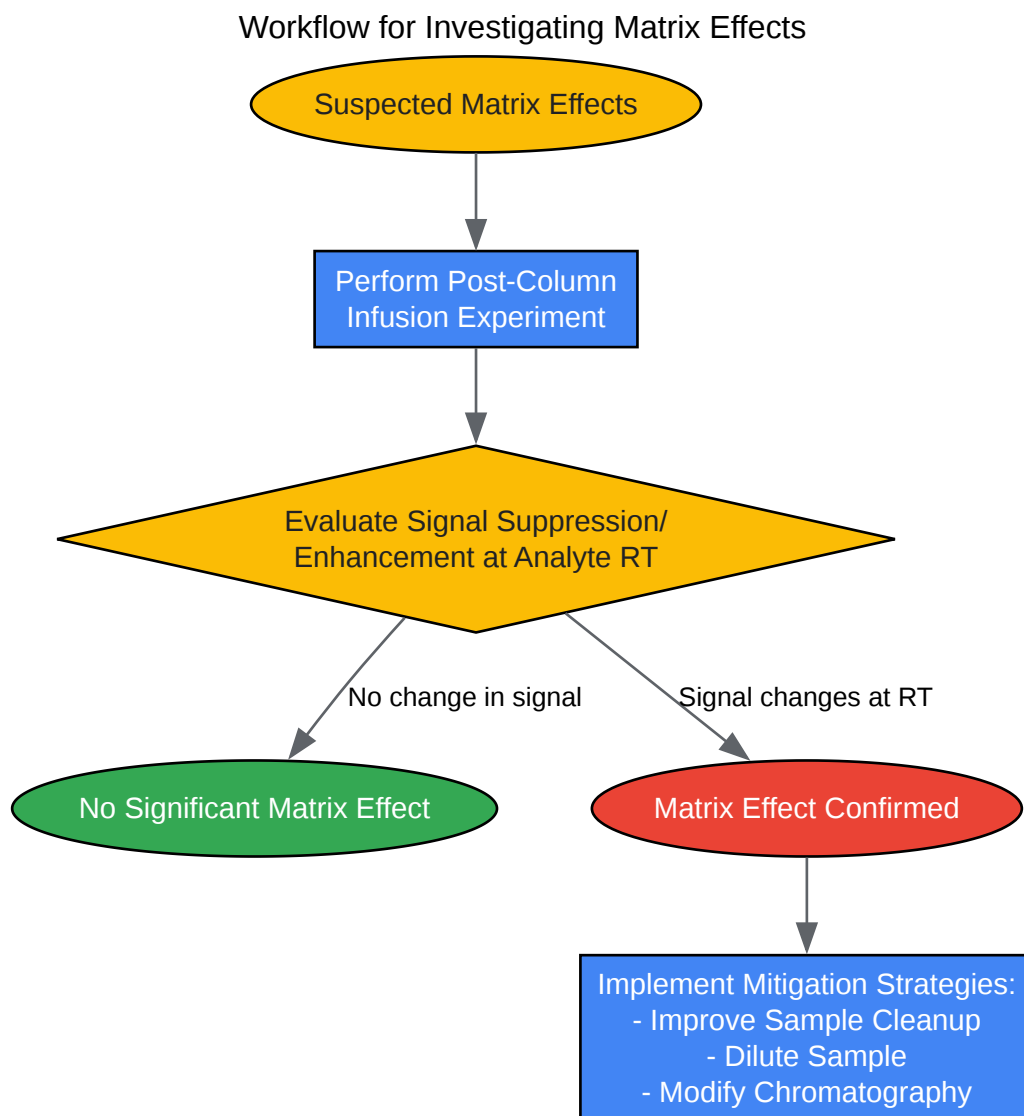 Workflow for Investigating Matrix Effects
Suspected Matrix Effects
Perform Post-Column
Infusion Experiment
Evaluate Signal Suppression/
Enhancement at Analyte RT
No change in signal
Signal changes at RT
No Significant Matrix Effect
Matrix Effect Confirmed
Implement Mitigation Strategies:
- Improve Sample Cleanup
- Dilute Sample
- Modify Chromatography